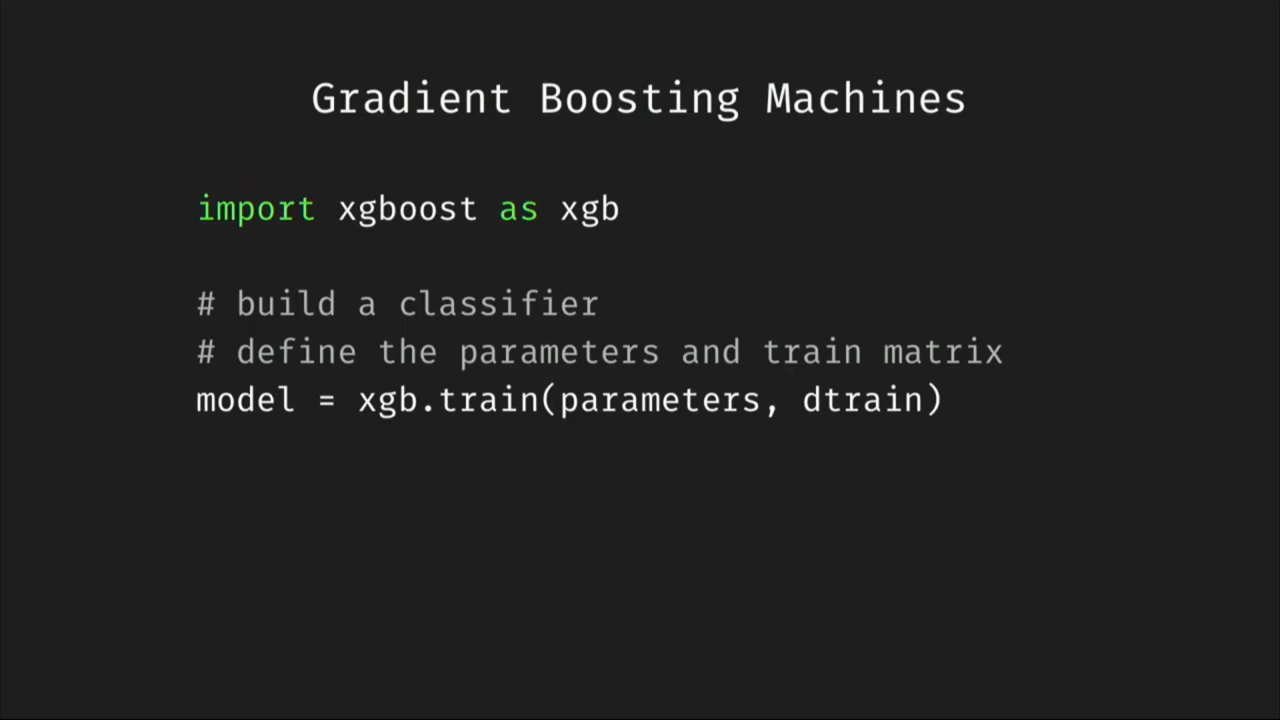 Gradient Boosting Machines
import xgboost as xgb
# build a classifier
# define the parameters and train matrix
model = xgb.train(parameters, dtrain)